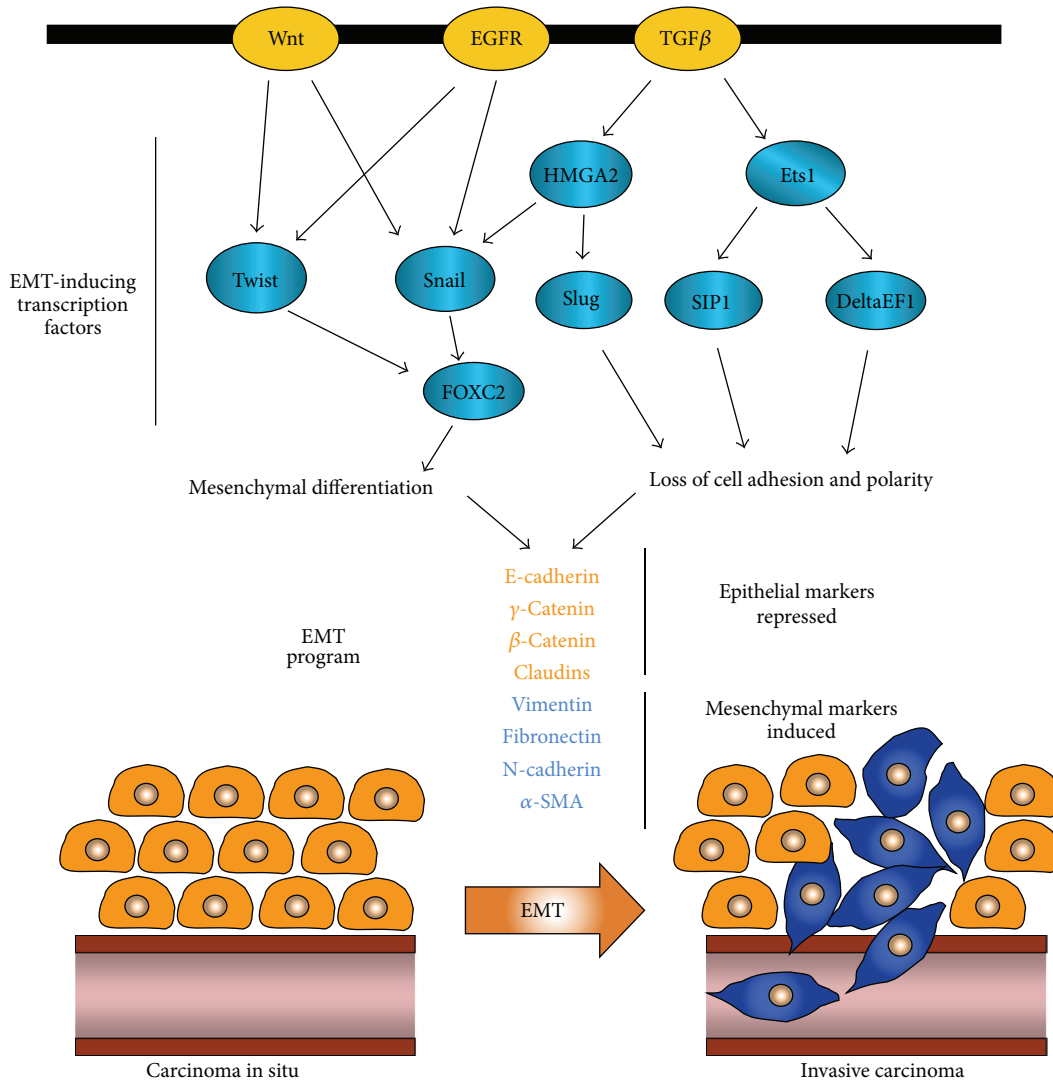 Wnt
EGFR
TGFβ
HMGA2
Ets1
EMT-inducing
transcription
factors
Twist
Snail
Slug
SIP1
DeltaEF1
FOXC2
Mesenchymal differentiation
Loss of cell adhesion and polarity
E-cadherin
γ-Catenin
β-Catenin
Claudins
Epithelial markers
repressed
EMT
program
Vimentin
Fibronectin
N-cadherin
α-SMA
Mesenchymal markers
induced
EMT
Carcinoma in situ
Invasive carcinoma